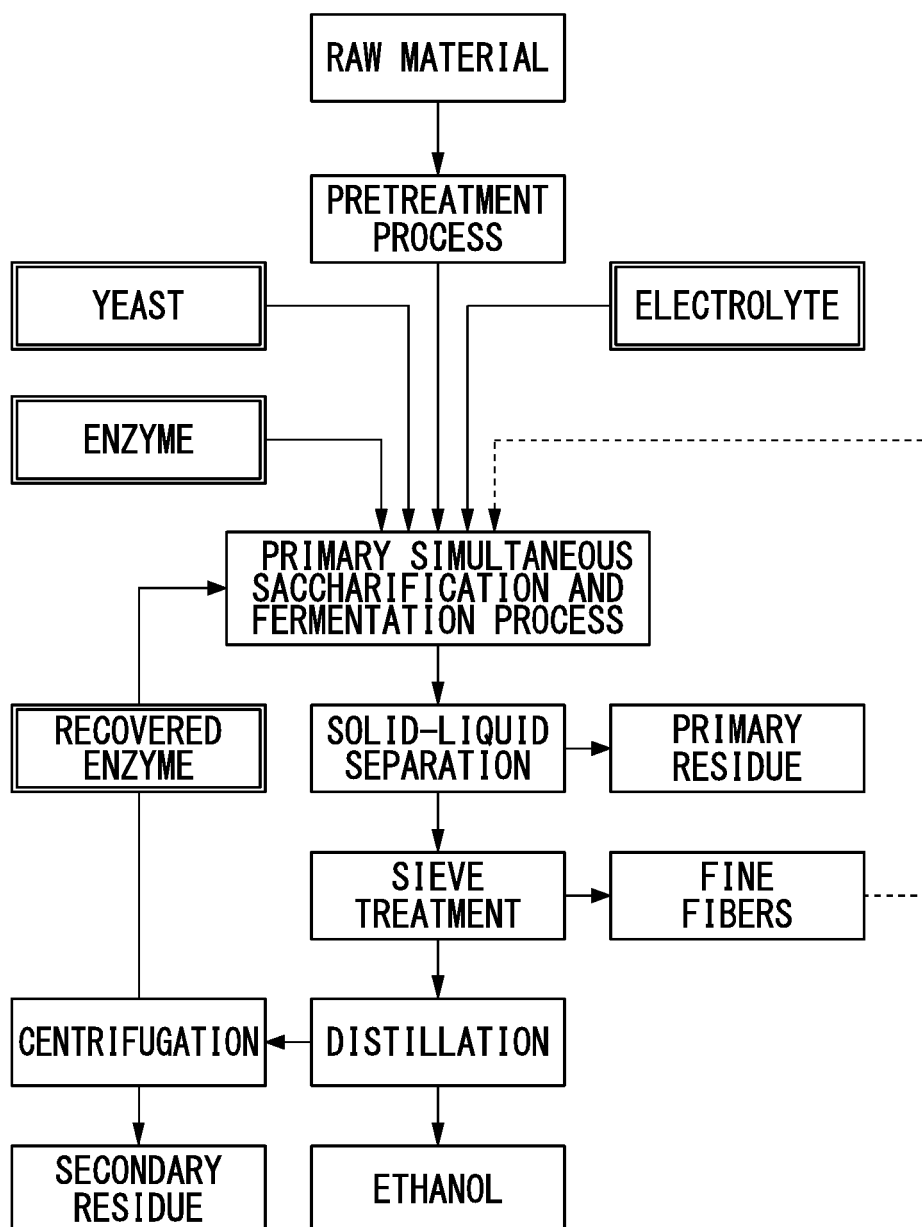 RAW MATERIAL
PRETREATMENT
PROCESS
YEAST
ELECTROLYTE
ENZYME
PRIMARY SIMULTANEOUS
SACCHARIFICATION AND
FERMENTATION PROCESS
RECOVERED
ENZYME
SOLID-LIQUID
SEPARATION
PRIMARY
RESIDUE
SIEVE
TREATMENT
FINE
FIBERS
CENTRIFUGATION
DISTILLATION
SECONDARY
RESIDUE
ETHANOL